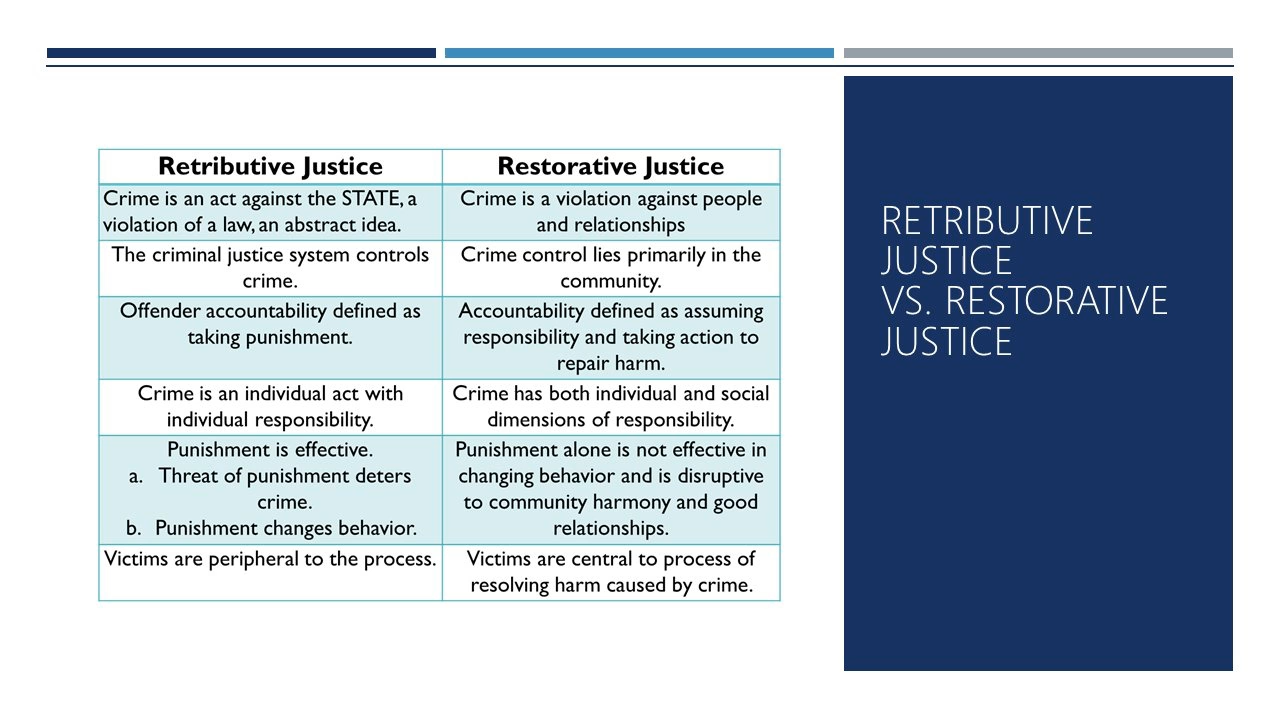 Retributive Justice
Restorative Justice
Crime is an act against the STATE, a
violation of a law, an abstract idea.
Crime is a violation against people
and relationships
The criminal justice system controls
crime.
Crime control lies primarily in the
community.
Offender accountability defined as
taking punishment.
Accountability defined as assuming
responsibility and taking action to
repair harm.
Crime is an individual act with
individual responsibility.
Crime has both individual and social
dimensions of responsibility.
Punishment is effective.
a. Threat of punishment deters
crime.
b. Punishment changes behavior.
Punishment alone is not effective in
changing behavior and is disruptive
to community harmony and good
relationships.
Victims are peripheral to the process.
Victims are central to process of
resolving harm caused by crime.
RETRIBUTIVE
JUSTICE
VS. RESTORATIVE
JUSTICE